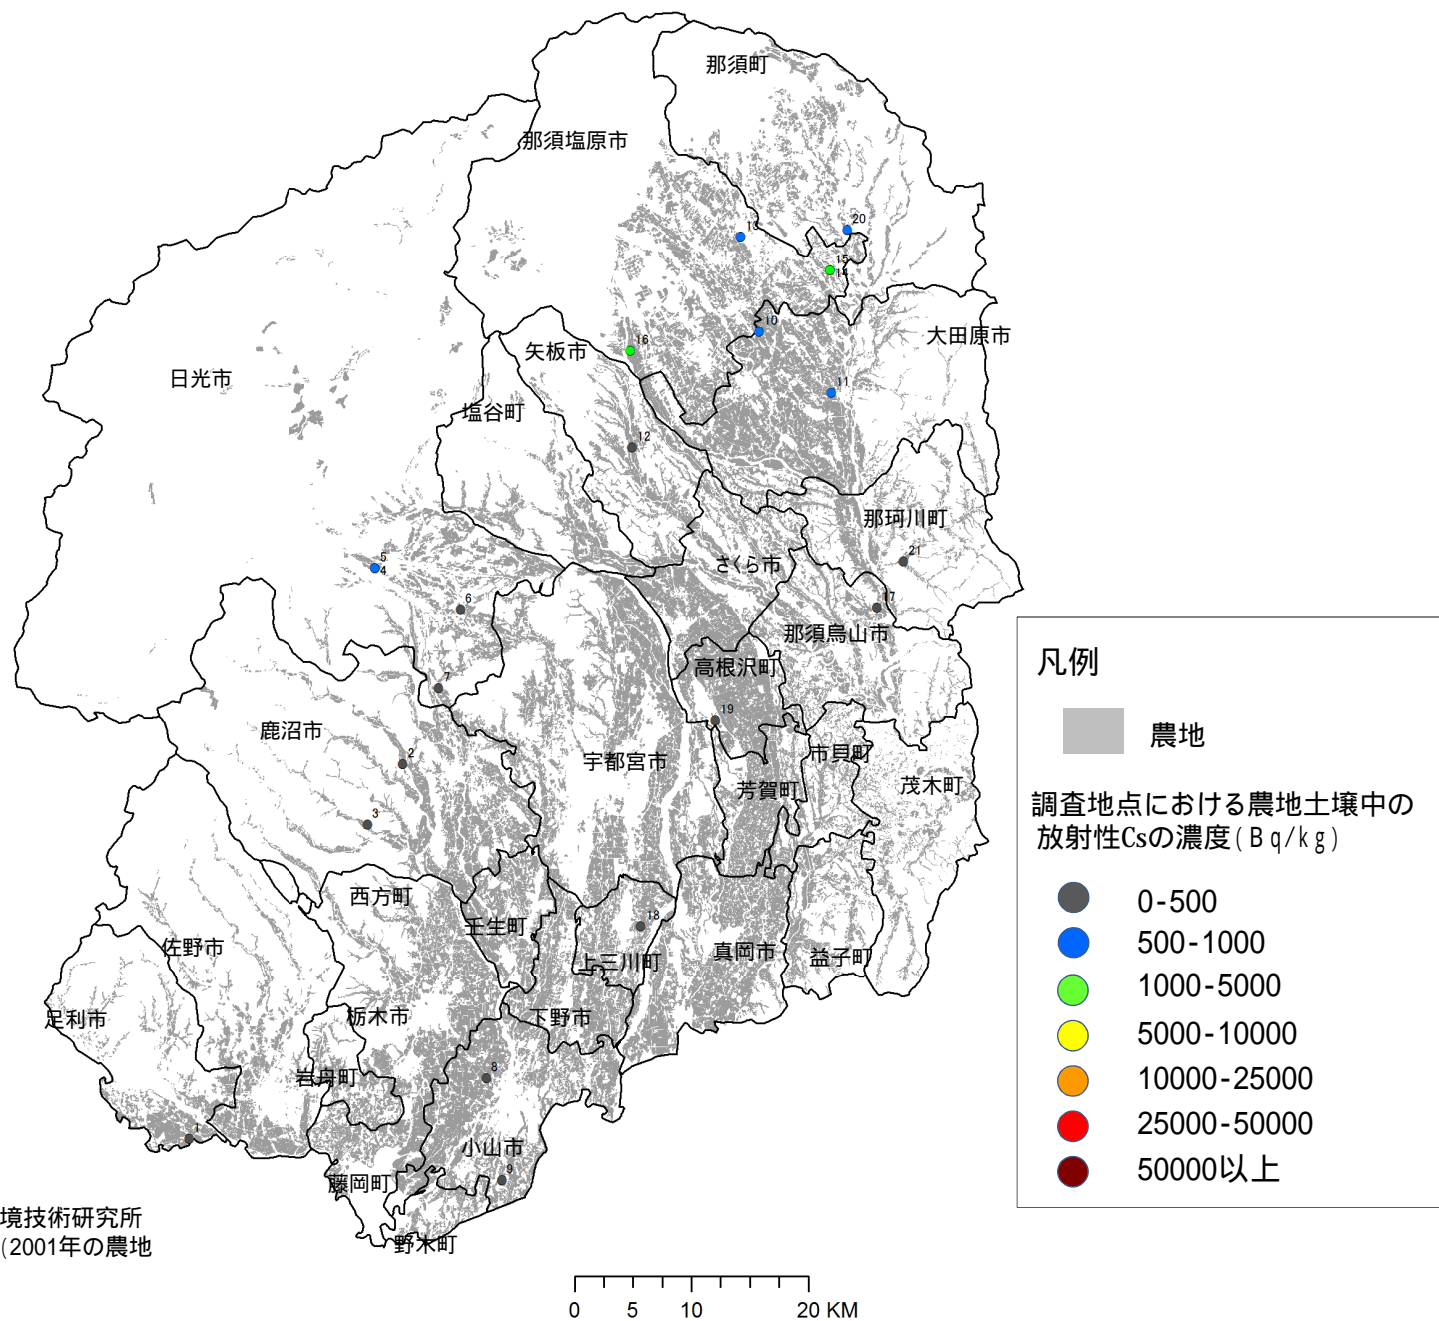 那須町
那須塩原市
13
20
15
14
10
大田原市
16
矢板市
日光市
11
塩谷町
12
那珂川町
5
4
さくら市
21
6
17
那須烏山市
高根沢町
7
19
鹿沼市
2
宇都宮市
市貝町
芳賀町
茂木町
3
西方町
壬生町
18
佐野市
上三川町
真岡市
益子町
足利市
栃木市
下野市
岩舟町
8
1
小山市
9
藤岡町
野木町
凡例
農地
調査地点における農地土壌中の
放射性Csの濃度(Bq/kg)
0-500
500-1000
1000-5000
5000-10000
10000-25000
25000-50000
50000以上
境技術研究所
(2001年の農地
0 5 10 20 KM